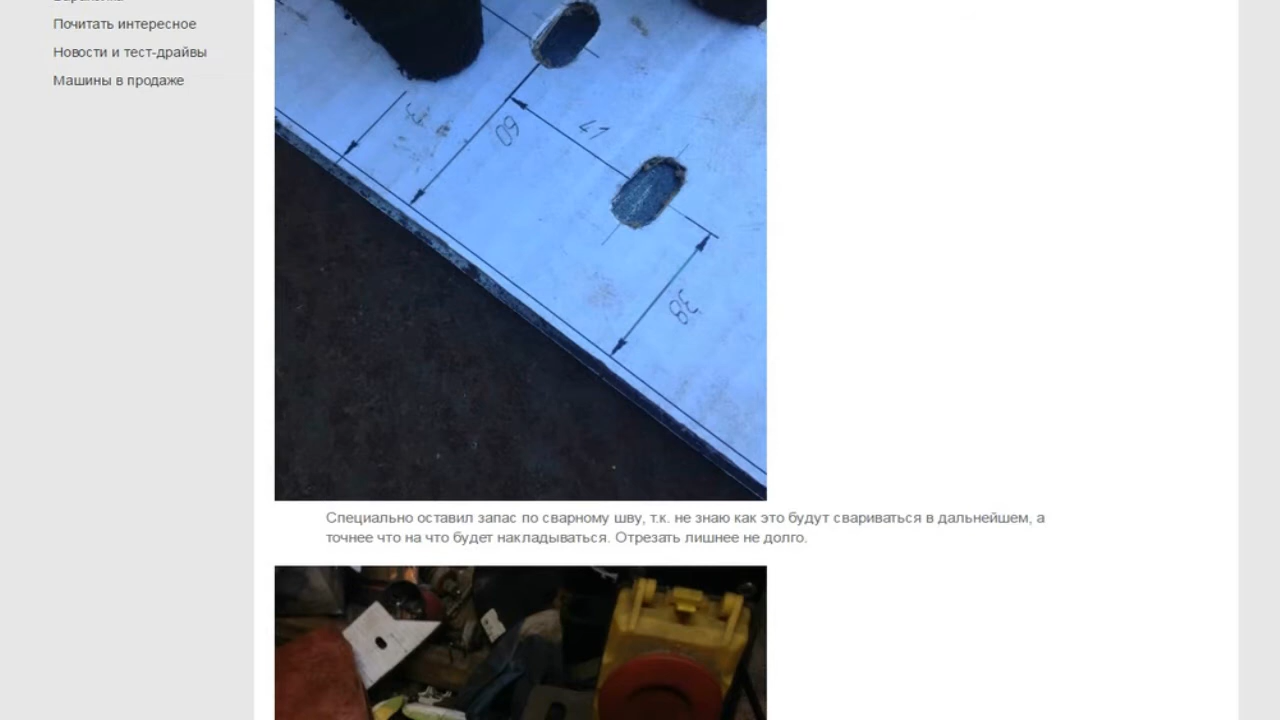 Почитать интересное
Новости и тест-драйвы
Машины в продаже
60
41
38
Специально оставил запас по сварному шву, т.к. не знаю как это будут свариваться в дальнейшем, а
точнее что на что будет накладываться. Отрезать лишнее не долго.